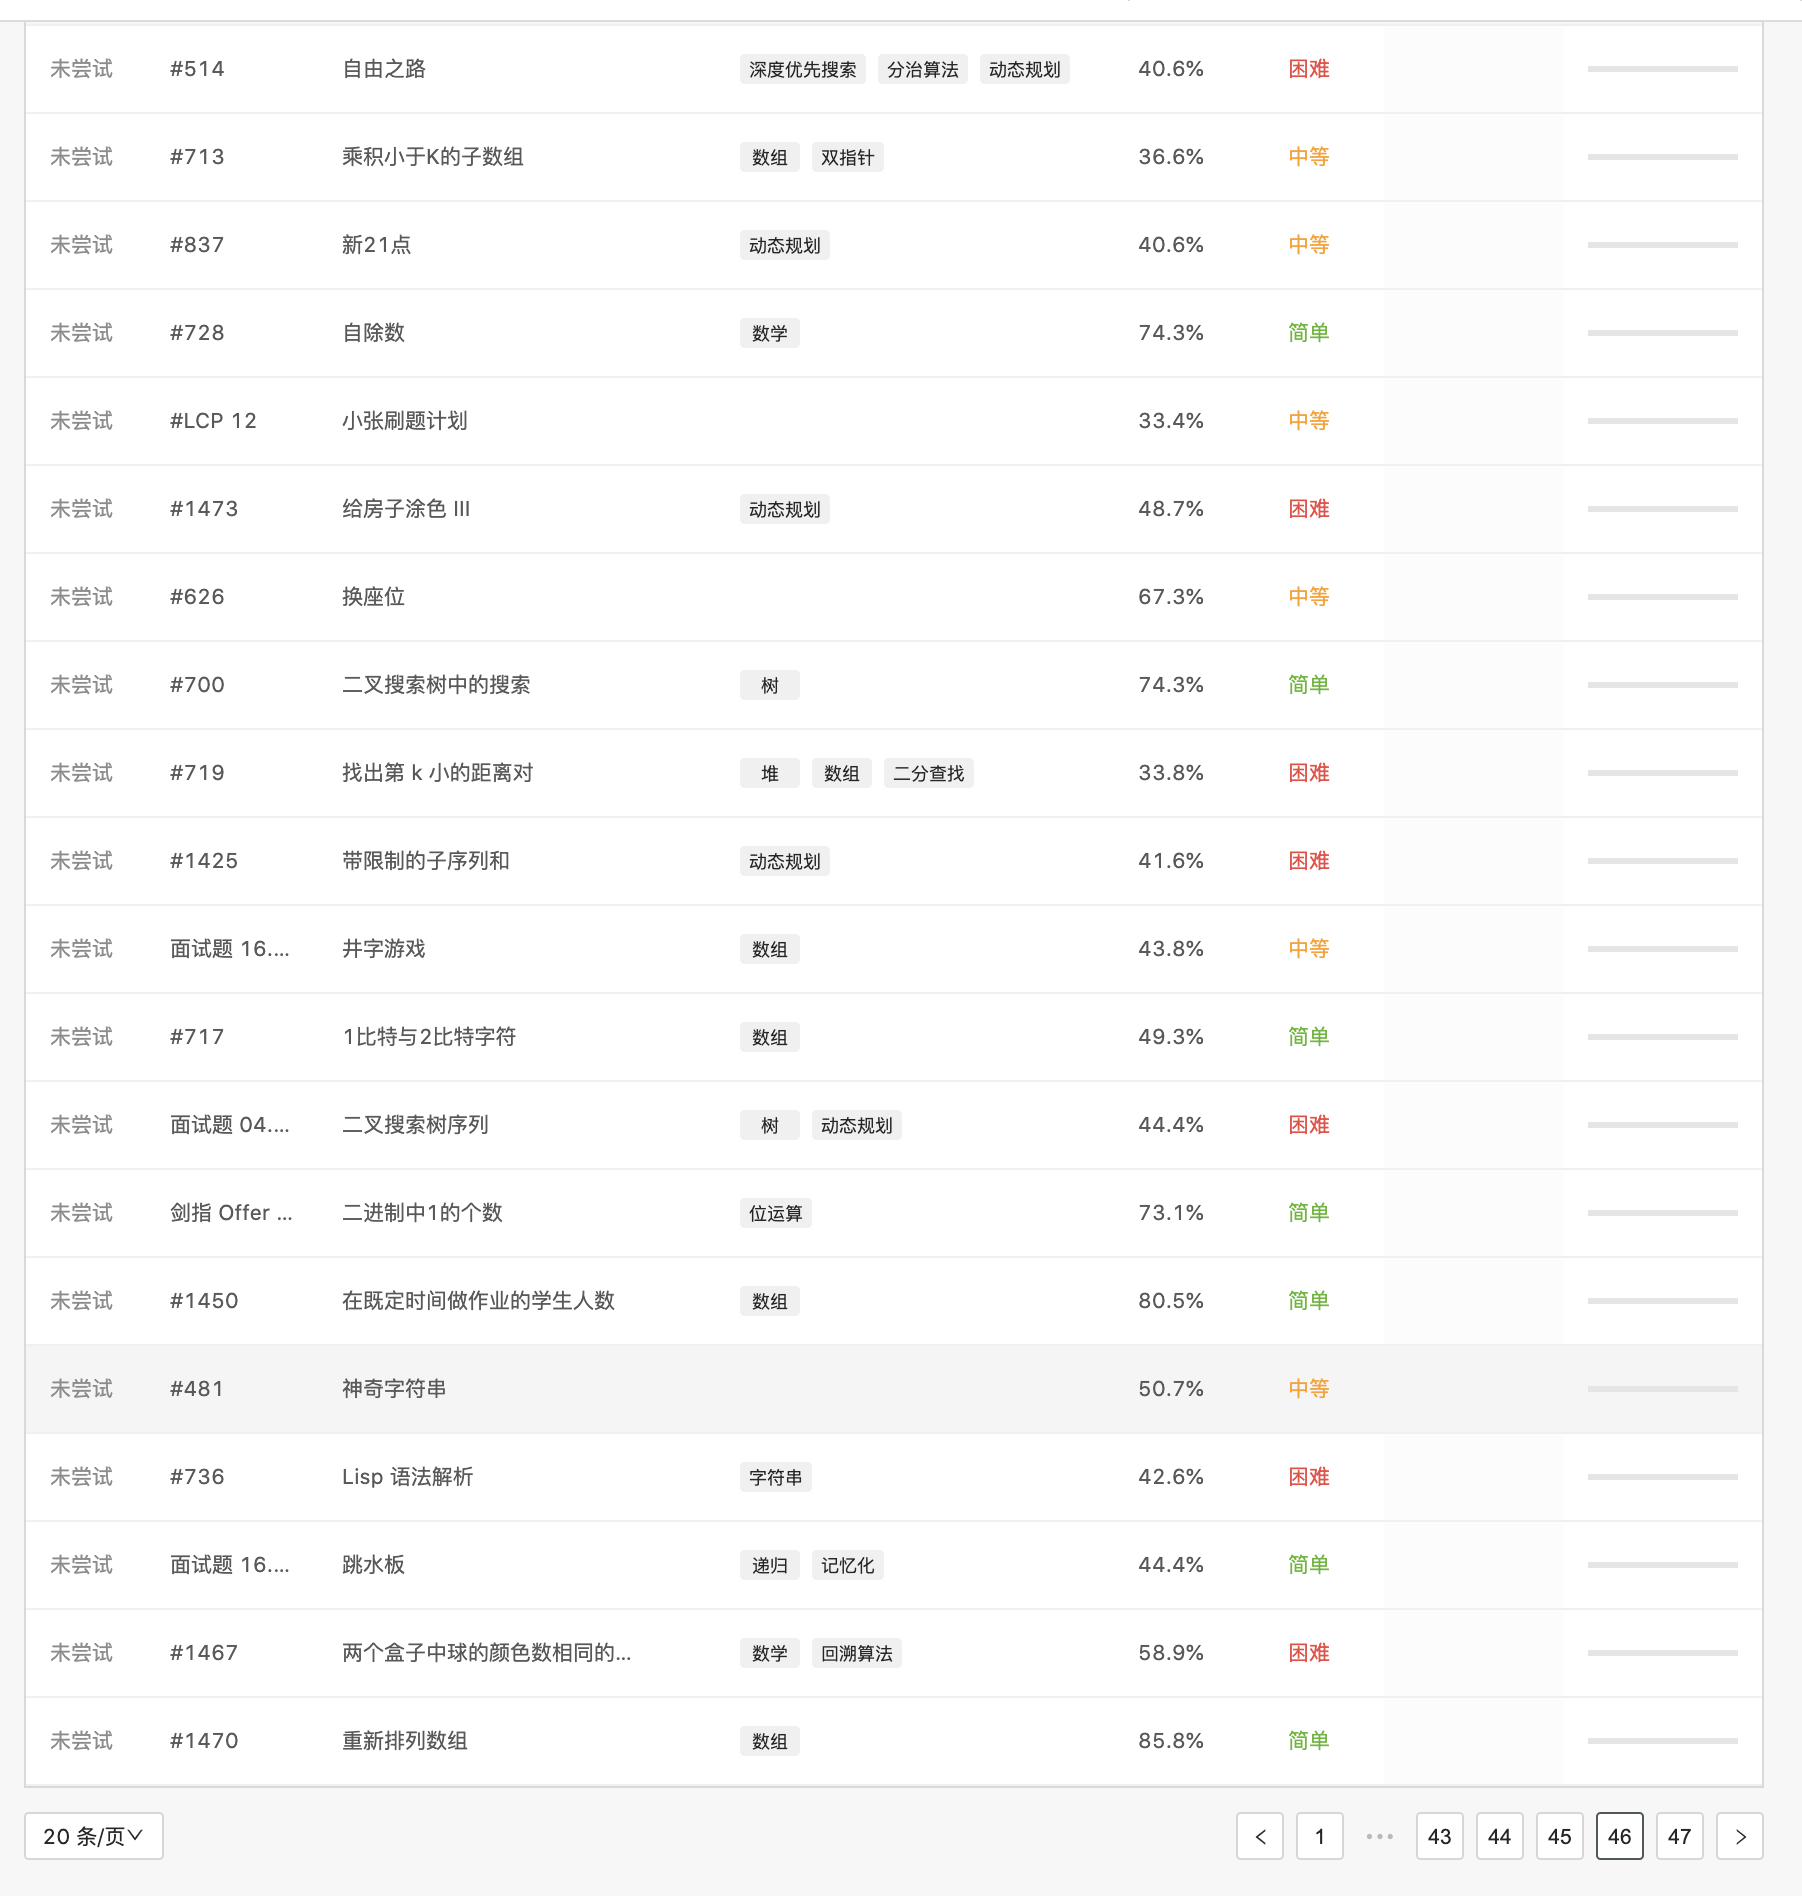 未尝试 #514 自由之路 深度优先搜索 分治算法 动态规划 40.6% 困难
未尝试 #713 乘积小于K的子数组 数组 双指针 36.6% 中等
未尝试 #837 新21点 动态规划 40.6% 中等
未尝试 #728 自除数 数学 74.3% 简单
未尝试 #LCP 12 小张刷题计划 33.4% 中等
未尝试 #1473 给房子涂色 III 动态规划 48.7% 困难
未尝试 #626 换座位 67.3% 中等
未尝试 #700 二叉搜索树中的搜索 树 74.3% 简单
未尝试 #719 找出第 k 小的距离对 堆 数组 二分查找 33.8% 困难
未尝试 #1425 带限制的子序列和 动态规划 41.6% 困难
未尝试 面试题 16.... 井字游戏 数组 43.8% 中等
未尝试 #717 1比特与2比特字符 数组 49.3% 简单
未尝试 面试题 04.... 二叉搜索树序列 树 动态规划 44.4% 困难
未尝试 剑指 Offer ... 二进制中1的个数 位运算 73.1% 简单
未尝试 #1450 在既定时间做作业的学生人数 数组 80.5% 简单
未尝试 #481 神奇字符串 50.7% 中等
未尝试 #736 Lisp 语法解析 字符串 42.6% 困难
未尝试 面试题 16.... 跳水板 递归 记忆化 44.4% 简单
未尝试 #1467 两个盒子中球的颜色数相同的... 数学 回溯算法 58.9% 困难
未尝试 #1470 重新排列数组 数组 85.8% 简单
20 条/页 < 1 ••• 43 44 45 46 47 >